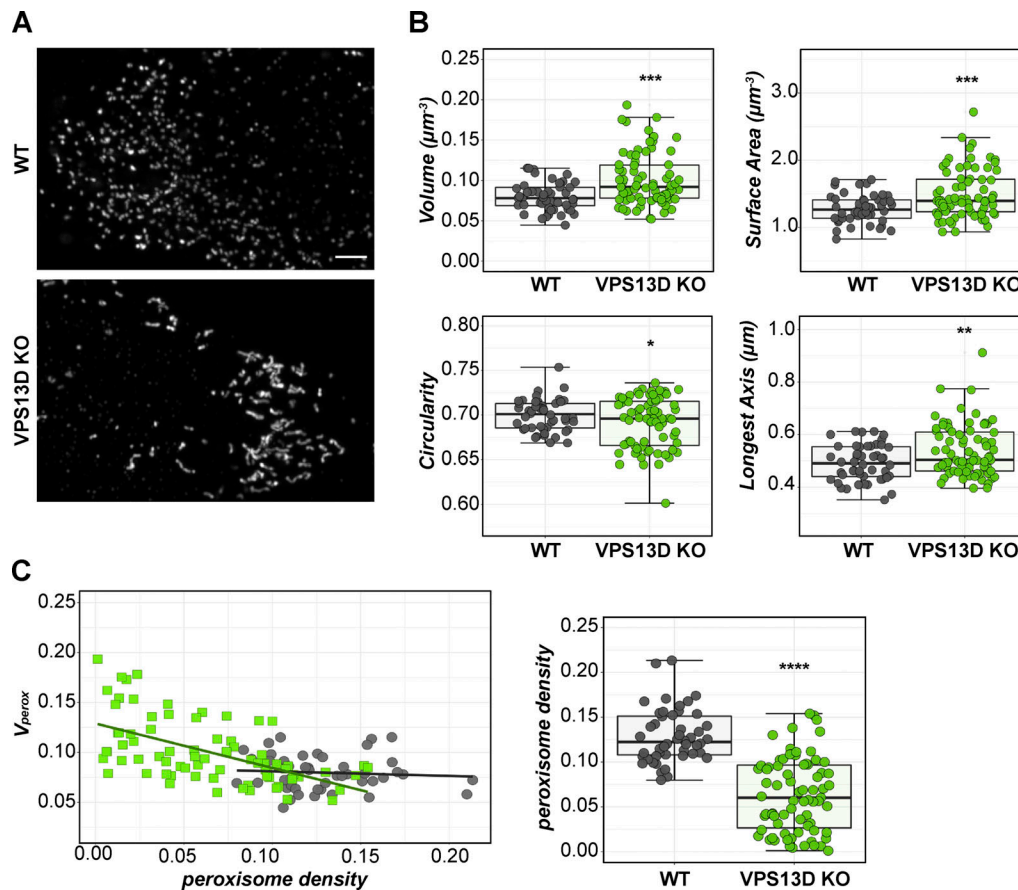 A
B
WT
VPS13D KO
Volume (µm⁻³)
0.25
0.20
0.15
0.10
0.05
0.00
***
WT
VPS13D KO
Surface Area (µm⁻³)
3.0
2.0
1.0
***
WT
VPS13D KO
Circularity
0.80
0.75
0.70
0.65
0.60
*
WT
VPS13D KO
Longest Axis (µm)
1.0
0.8
0.6
0.4
**
WT
VPS13D KO
C
Vperox
0.25
0.20
0.15
0.10
0.05
0.00
0.05
0.10
0.15
0.20
peroxisome density
peroxisome density
0.25
0.20
0.15
0.10
0.05
0.00
****
WT
VPS13D KO